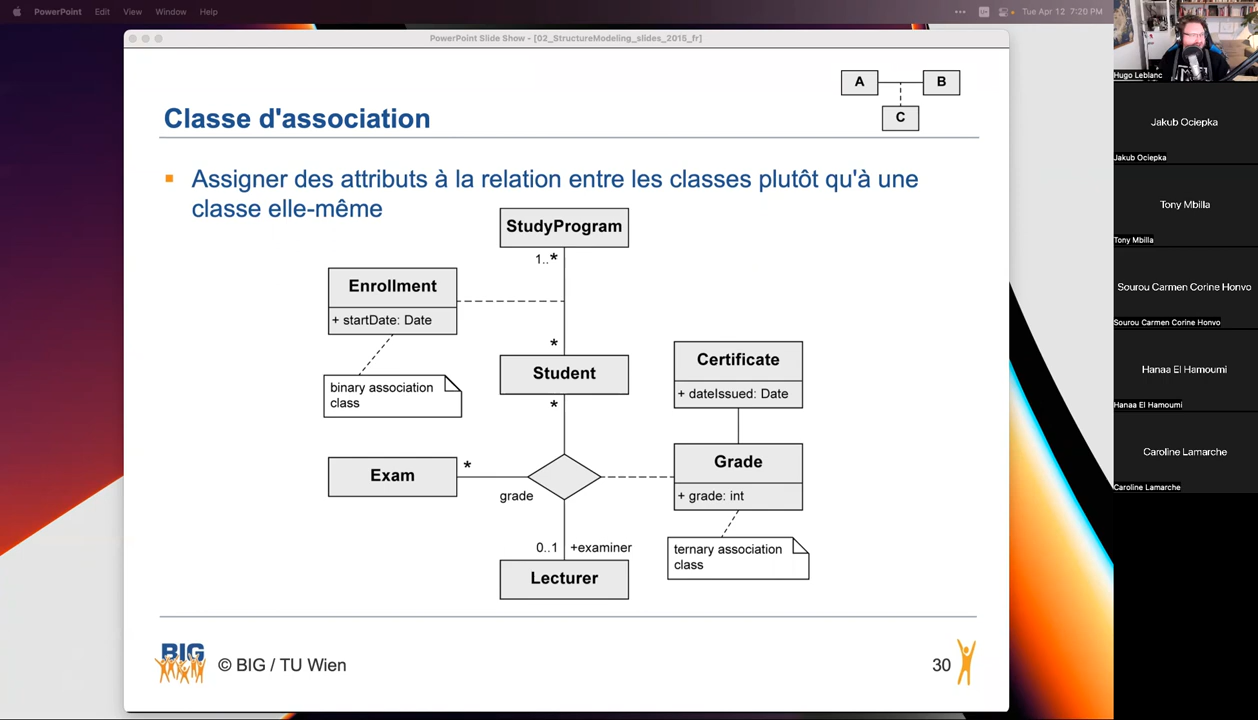 PowerPoint Edit View Window Help
Tue Apr 12 7:20 PM
PowerPoint Slide Show - [02_StructureModeling_slides_2015_fr]
A
B
C
Classe d'association
Assigner des attributs à la relation entre les classes plutôt qu'à une
classe elle-même
StudyProgram
1..*
Enrollment
+ startDate: Date
*
binary association
class
Student
*
Certificate
+ dateIssued: Date
Exam
*
grade
Grade
+ grade: int
0..1
+examiner
ternary association
class
Lecturer
BIG
© BIG / TU Wien
30
Hugo Leblanc
Jakub Ociepka
Jakub Ociepka
Tony Mbilla
Tony Mbilla
Sourou Carmen Corine Honvo
Sourou Carmen Corine Honvo
Hanaa El Hamoumi
Hanaa El Hamoumi
Caroline Lamarche
Caroline Lamarche